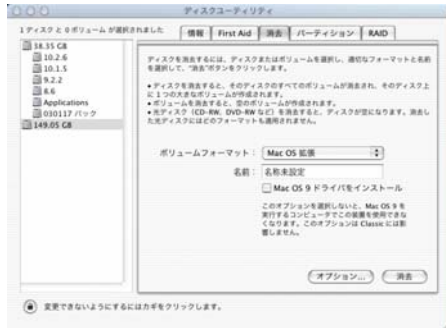 ディスクユーティリティ
1 ディスク と 0 ボリューム が選択されました
情報 First Aid 消去 パーティション RAID
38.35 GB
10.2.6
10.1.5
9.2.2
8.6
Applications
030117 バック
149.05 GB
ディスクを消去するには、ディスクまたはボリュームを選択し、適切なフォーマットと名前
を選択して、"消去"ボタンをクリックします。
• ディスクを消去すると、そのディスクのすべてのボリュームが消去され、そのディスク上
に 1 つの大きなボリュームが作成されます。
• ボリュームを消去すると、空のボリュームが作成されます。
• 光ディスク（CD-RW、DVD-RW など）を消去すると、ディスクが空になります。消去し
た光ディスクにはどのフォーマットも適用されません。
ボリュームフォーマット： Mac OS 拡張
名前： 名称未設定
Mac OS 9 ドライバをインストール
このオプションを選択しないと、Mac OS 9 を
実行するコンピュータでこの装置を使用できな
くなります。このオプションは Classic には影
響しません。
オプション... 消去
変更できないようにするにはカギをクリックします。